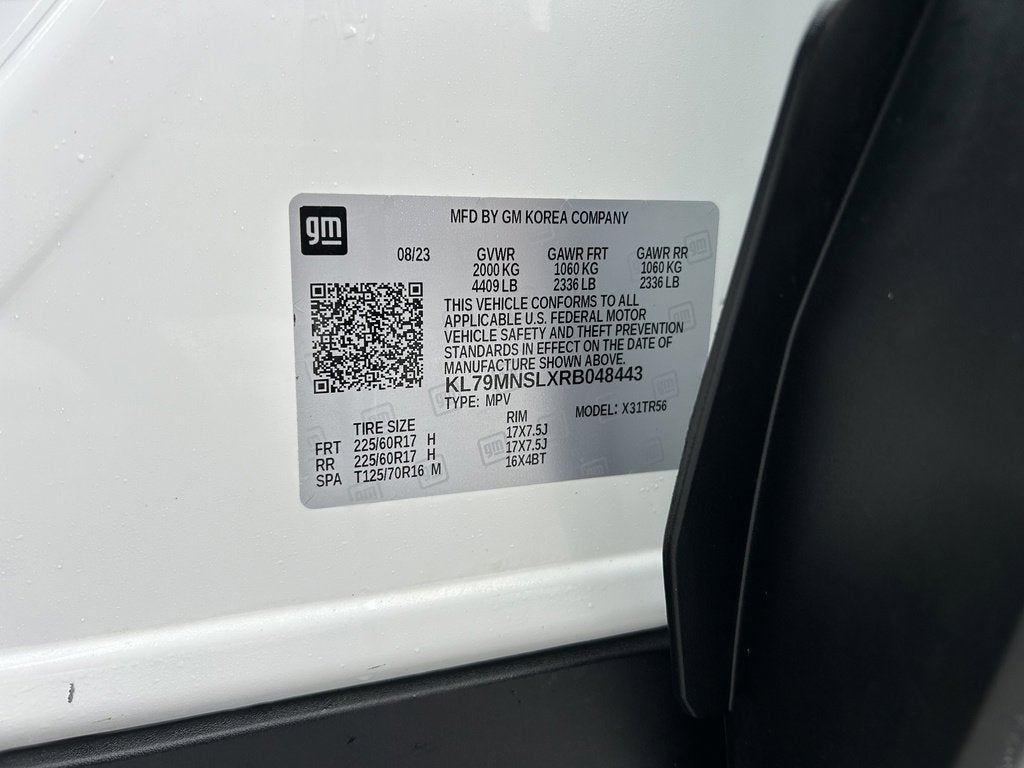 gm
MFD BY GM KOREA COMPANY
08/23 GVWR GAWR FRT GAWR RR
2000 KG 1060 KG 1060 KG
4409 LB 2336 LB 2336 LB
THIS VEHICLE CONFORMS TO ALL
APPLICABLE U.S. FEDERAL MOTOR
VEHICLE SAFETY AND THEFT PREVENTION
STANDARDS IN EFFECT ON THE DATE OF
MANUFACTURE SHOWN ABOVE.
KL79MNSLXRB048443
TYPE: MPV MODEL: X31TR56
TIRE SIZE RIM
FRT 225/60R17 H 17X7.5J
RR 225/60R17 H 17X7.5J
SPA T125/70R16 M 16X4BT